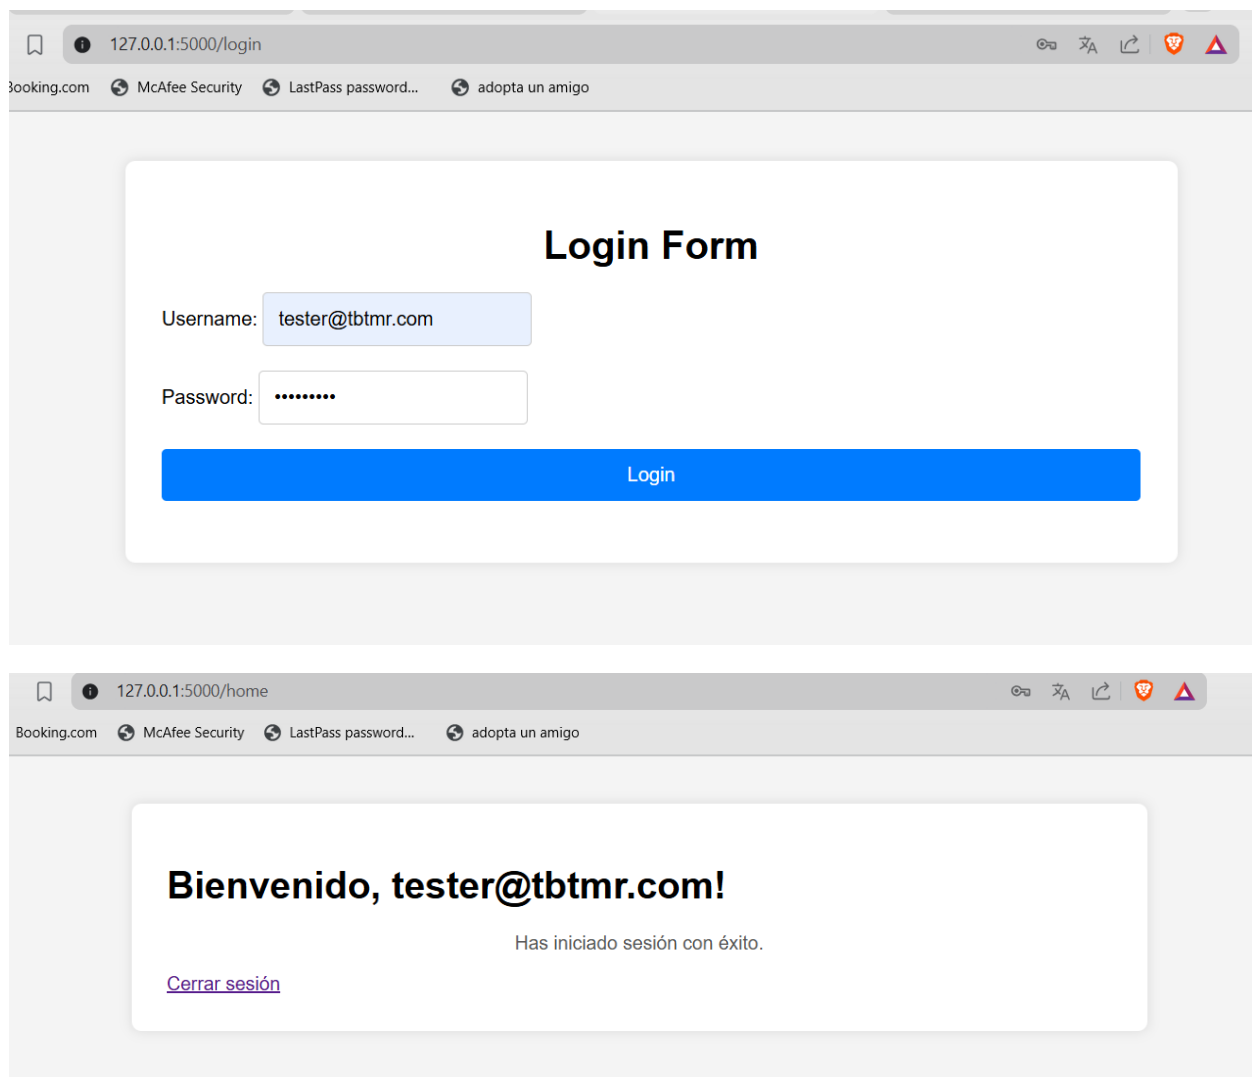 127.0.0.1:5000/login
Booking.com McAfee Security LastPass password... adopta un amigo
Login Form
Username: tester@tbtmr.com
Password: •••••••••
Login
127.0.0.1:5000/home
Booking.com McAfee Security LastPass password... adopta un amigo
Bienvenido, tester@tbtmr.com!
Has iniciado sesión con éxito.
Cerrar sesión